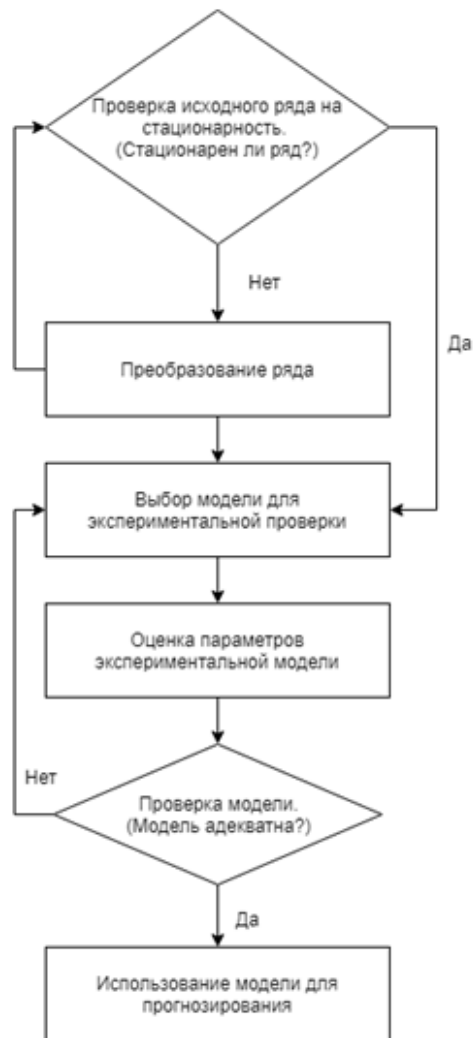 Проверка исходного ряда на
стационарность.
(Стационарен ли ряд?)
Нет
Да
Преобразование ряда
Выбор модели для
экспериментальной проверки
Оценка параметров
экспериментальной модели
Нет
Проверка модели.
(Модель адекватна?)
Да
Использование модели для
прогнозирования